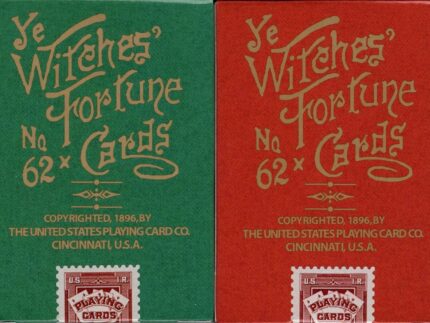 Ye
Witches'
Fortune
No
62x Cards
COPYRIGHTED, 1896, BY
THE UNITED STATES PLAYING CARD CO.
CINCINNATI, U.S.A.
U.S. I.R.
PLAYING
CARDS
Ye
Witches'
Fortune
No
62x Cards
COPYRIGHTED, 1896, BY
THE UNITED STATES PLAYING CARD CO.
CINCINNATI, U.S.A.
U.S. I.R.
PLAYING
CARDS